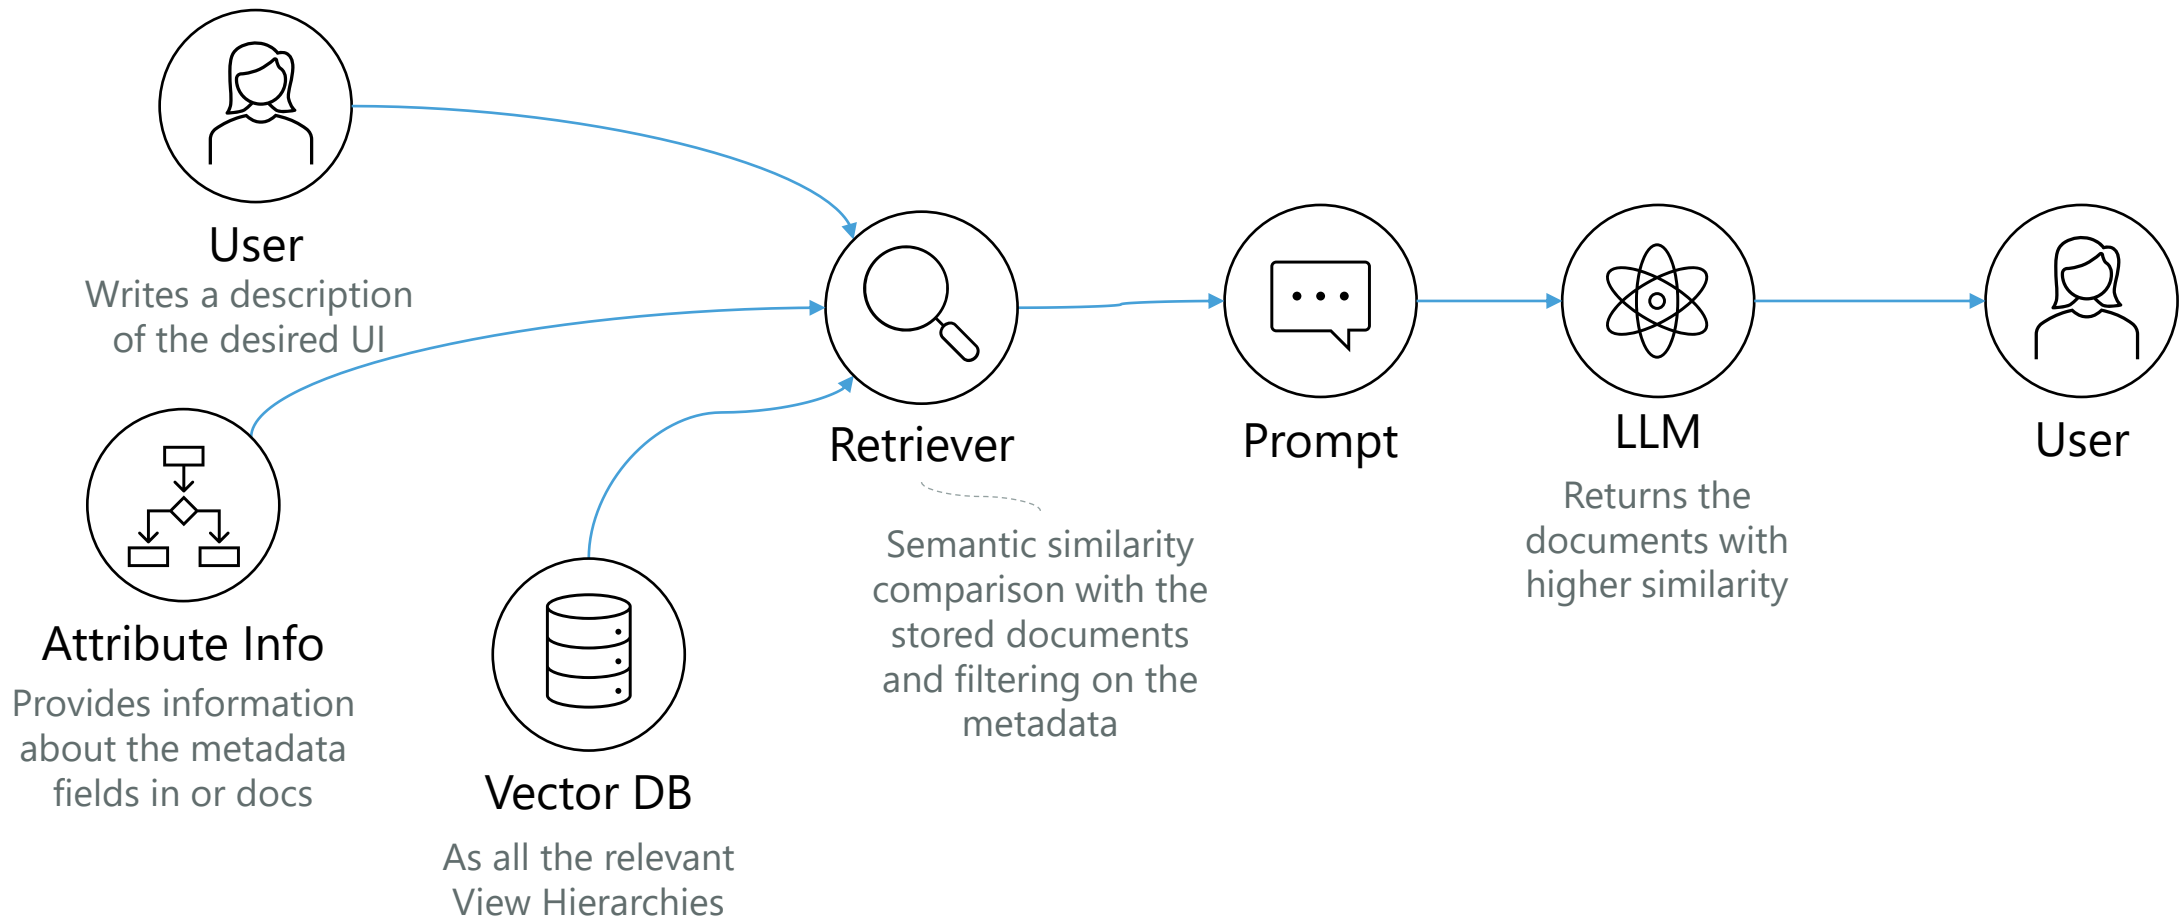 User
Writes a description
of the desired UI
Attribute Info
Provides information
about the metadata
fields in or docs
Vector DB
As all the relevant
View Hierarchies
Retriever
Semantic similarity
comparison with the
stored documents
and filtering on the
metadata
Prompt
LLM
Returns the
documents with
higher similarity
User